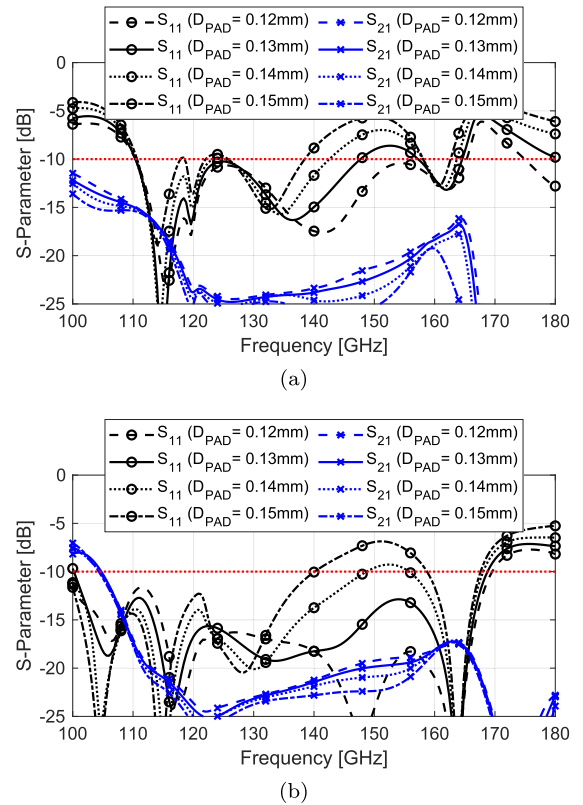 S11 (DPAD= 0.12mm) S21 (DPAD= 0.12mm)
S11 (DPAD= 0.13mm) S21 (DPAD= 0.13mm)
S11 (DPAD= 0.14mm) S21 (DPAD= 0.14mm)
S11 (DPAD= 0.15mm) S21 (DPAD= 0.15mm)
0
-5
-10
-15
-20
-25
S-Parameter [dB]
100 110 120 130 140 150 160 170 180
Frequency [GHz]
(a)
S11 (DPAD= 0.12mm) S21 (DPAD= 0.12mm)
S11 (DPAD= 0.13mm) S21 (DPAD= 0.13mm)
S11 (DPAD= 0.14mm) S21 (DPAD= 0.14mm)
S11 (DPAD= 0.15mm) S21 (DPAD= 0.15mm)
0
-5
-10
-15
-20
-25
S-Parameter [dB]
100 110 120 130 140 150 160 170 180
Frequency [GHz]
(b)